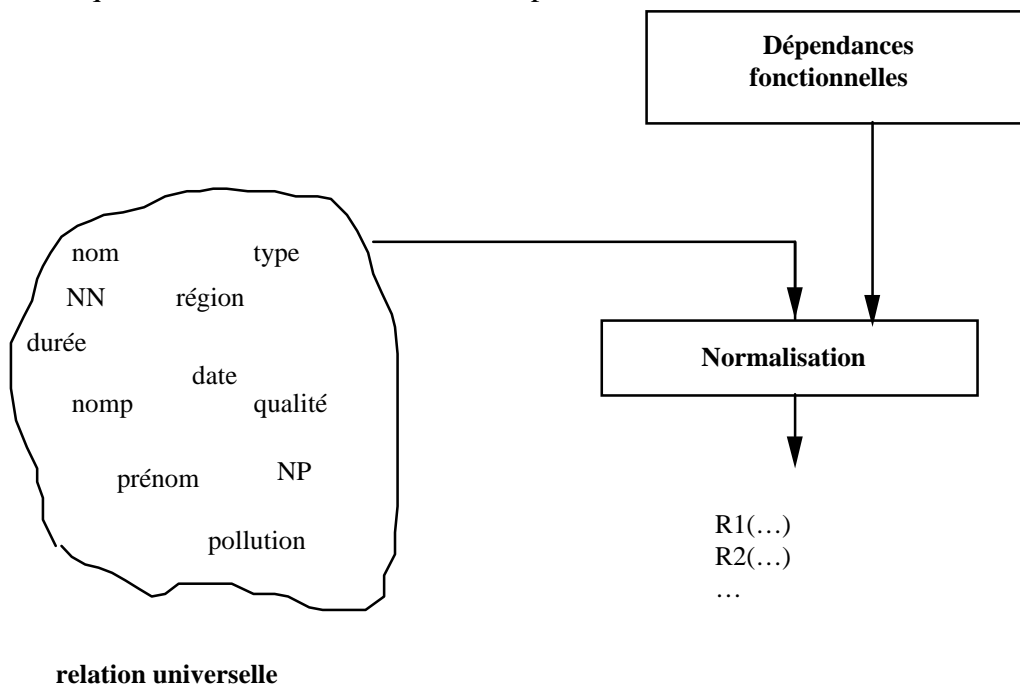 Dépendances
fonctionnelles
nom type
NN région
durée
date
nomp qualité
NP
prénom
pollution
Normalisation
R1(…)
R2(…)
…
relation universelle